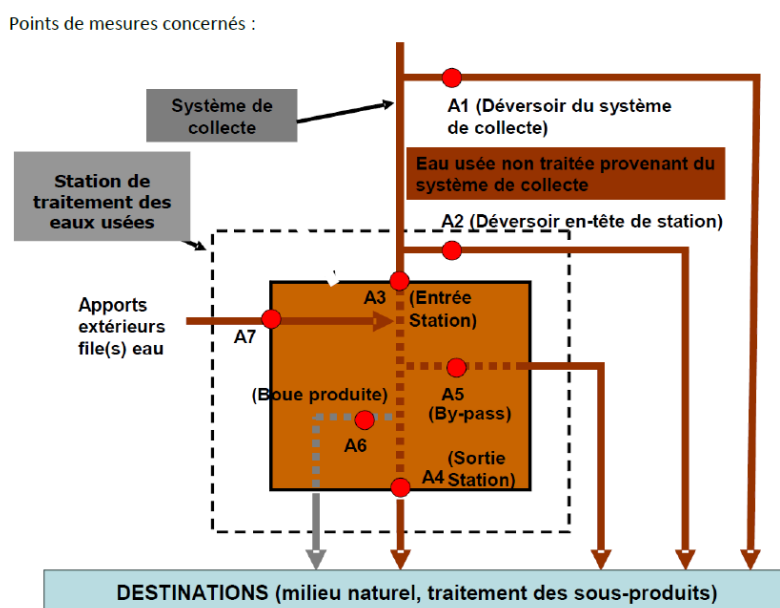 Points de mesures concernés :
Système de
collecte
A1 (Déversoir du système
de collecte)
Station de
traitement des
eaux usées
Eau usée non traitée provenant du
système de collecte
A2 (Déversoir en-tête de station)
A3
(Entrée
Station)
Apports
extérieurs
file(s) eau
A7
A5
(By-pass)
(Boue produite)
A6
(Sortie
Station)
A4
DESTINATIONS (milieu naturel, traitement des sous-produits)